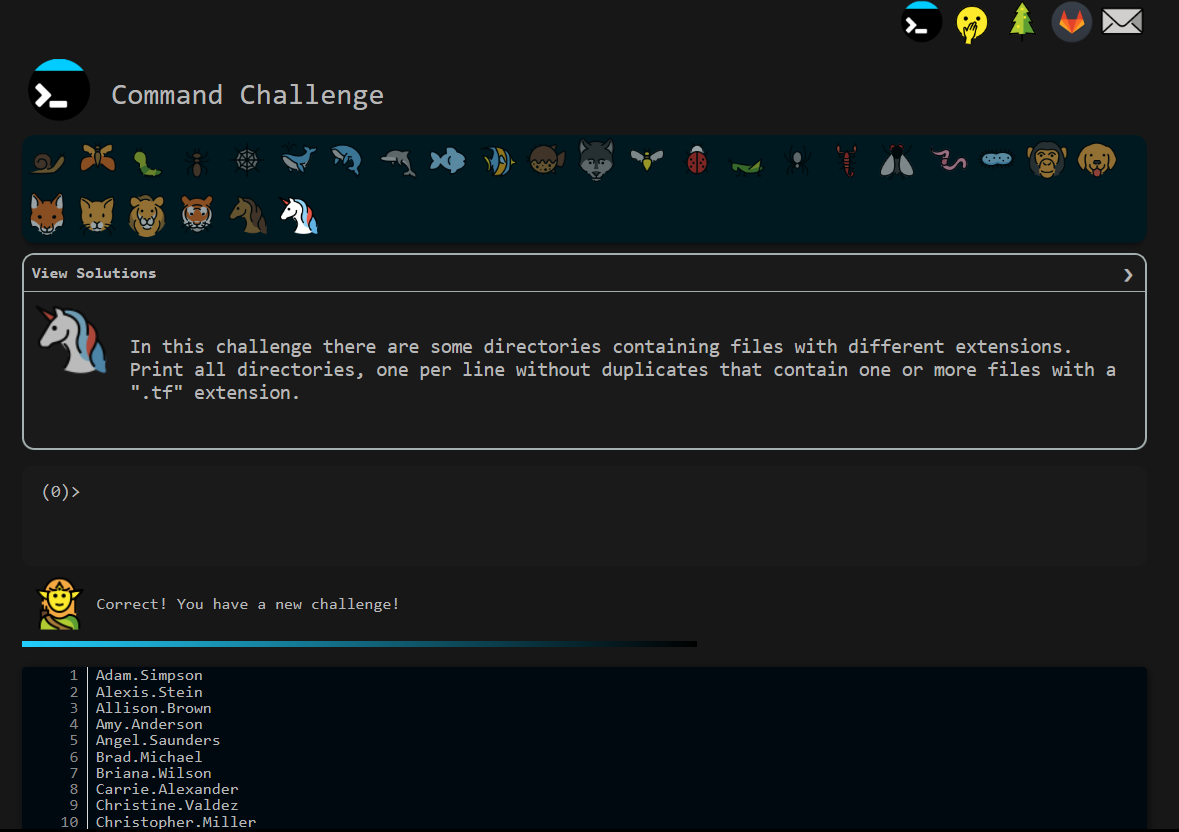 Command Challenge
View Solutions
In this challenge there are some directories containing files with different extensions.
Print all directories, one per line without duplicates that contain one or more files with a
".tf" extension.
(0)>
Correct! You have a new challenge!
1 Adam.Simpson
2 Alexis.Stein
3 Allison.Brown
4 Amy.Anderson
5 Angel.Saunders
6 Brad.Michael
7 Briana.Wilson
8 Carrie.Alexander
9 Christine.Valdez
10 Christopher.Miller